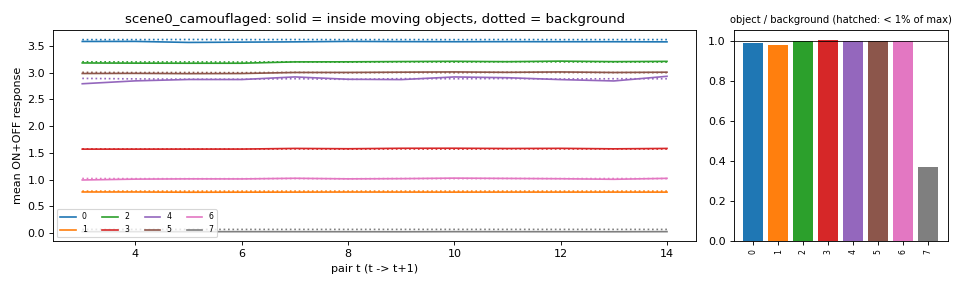 scene0_camouflaged: solid = inside moving objects, dotted = background
mean ON+OFF response
3.5
3.0
2.5
2.0
1.5
1.0
0.5
0.0
0 2 4 6
1 3 5 7
4 6 8 10 12 14
pair t (t -> t+1)
object / background (hatched: < 1% of max)
1.0
0.8
0.6
0.4
0.2
0.0
0 1 2 3 4 5 6 7